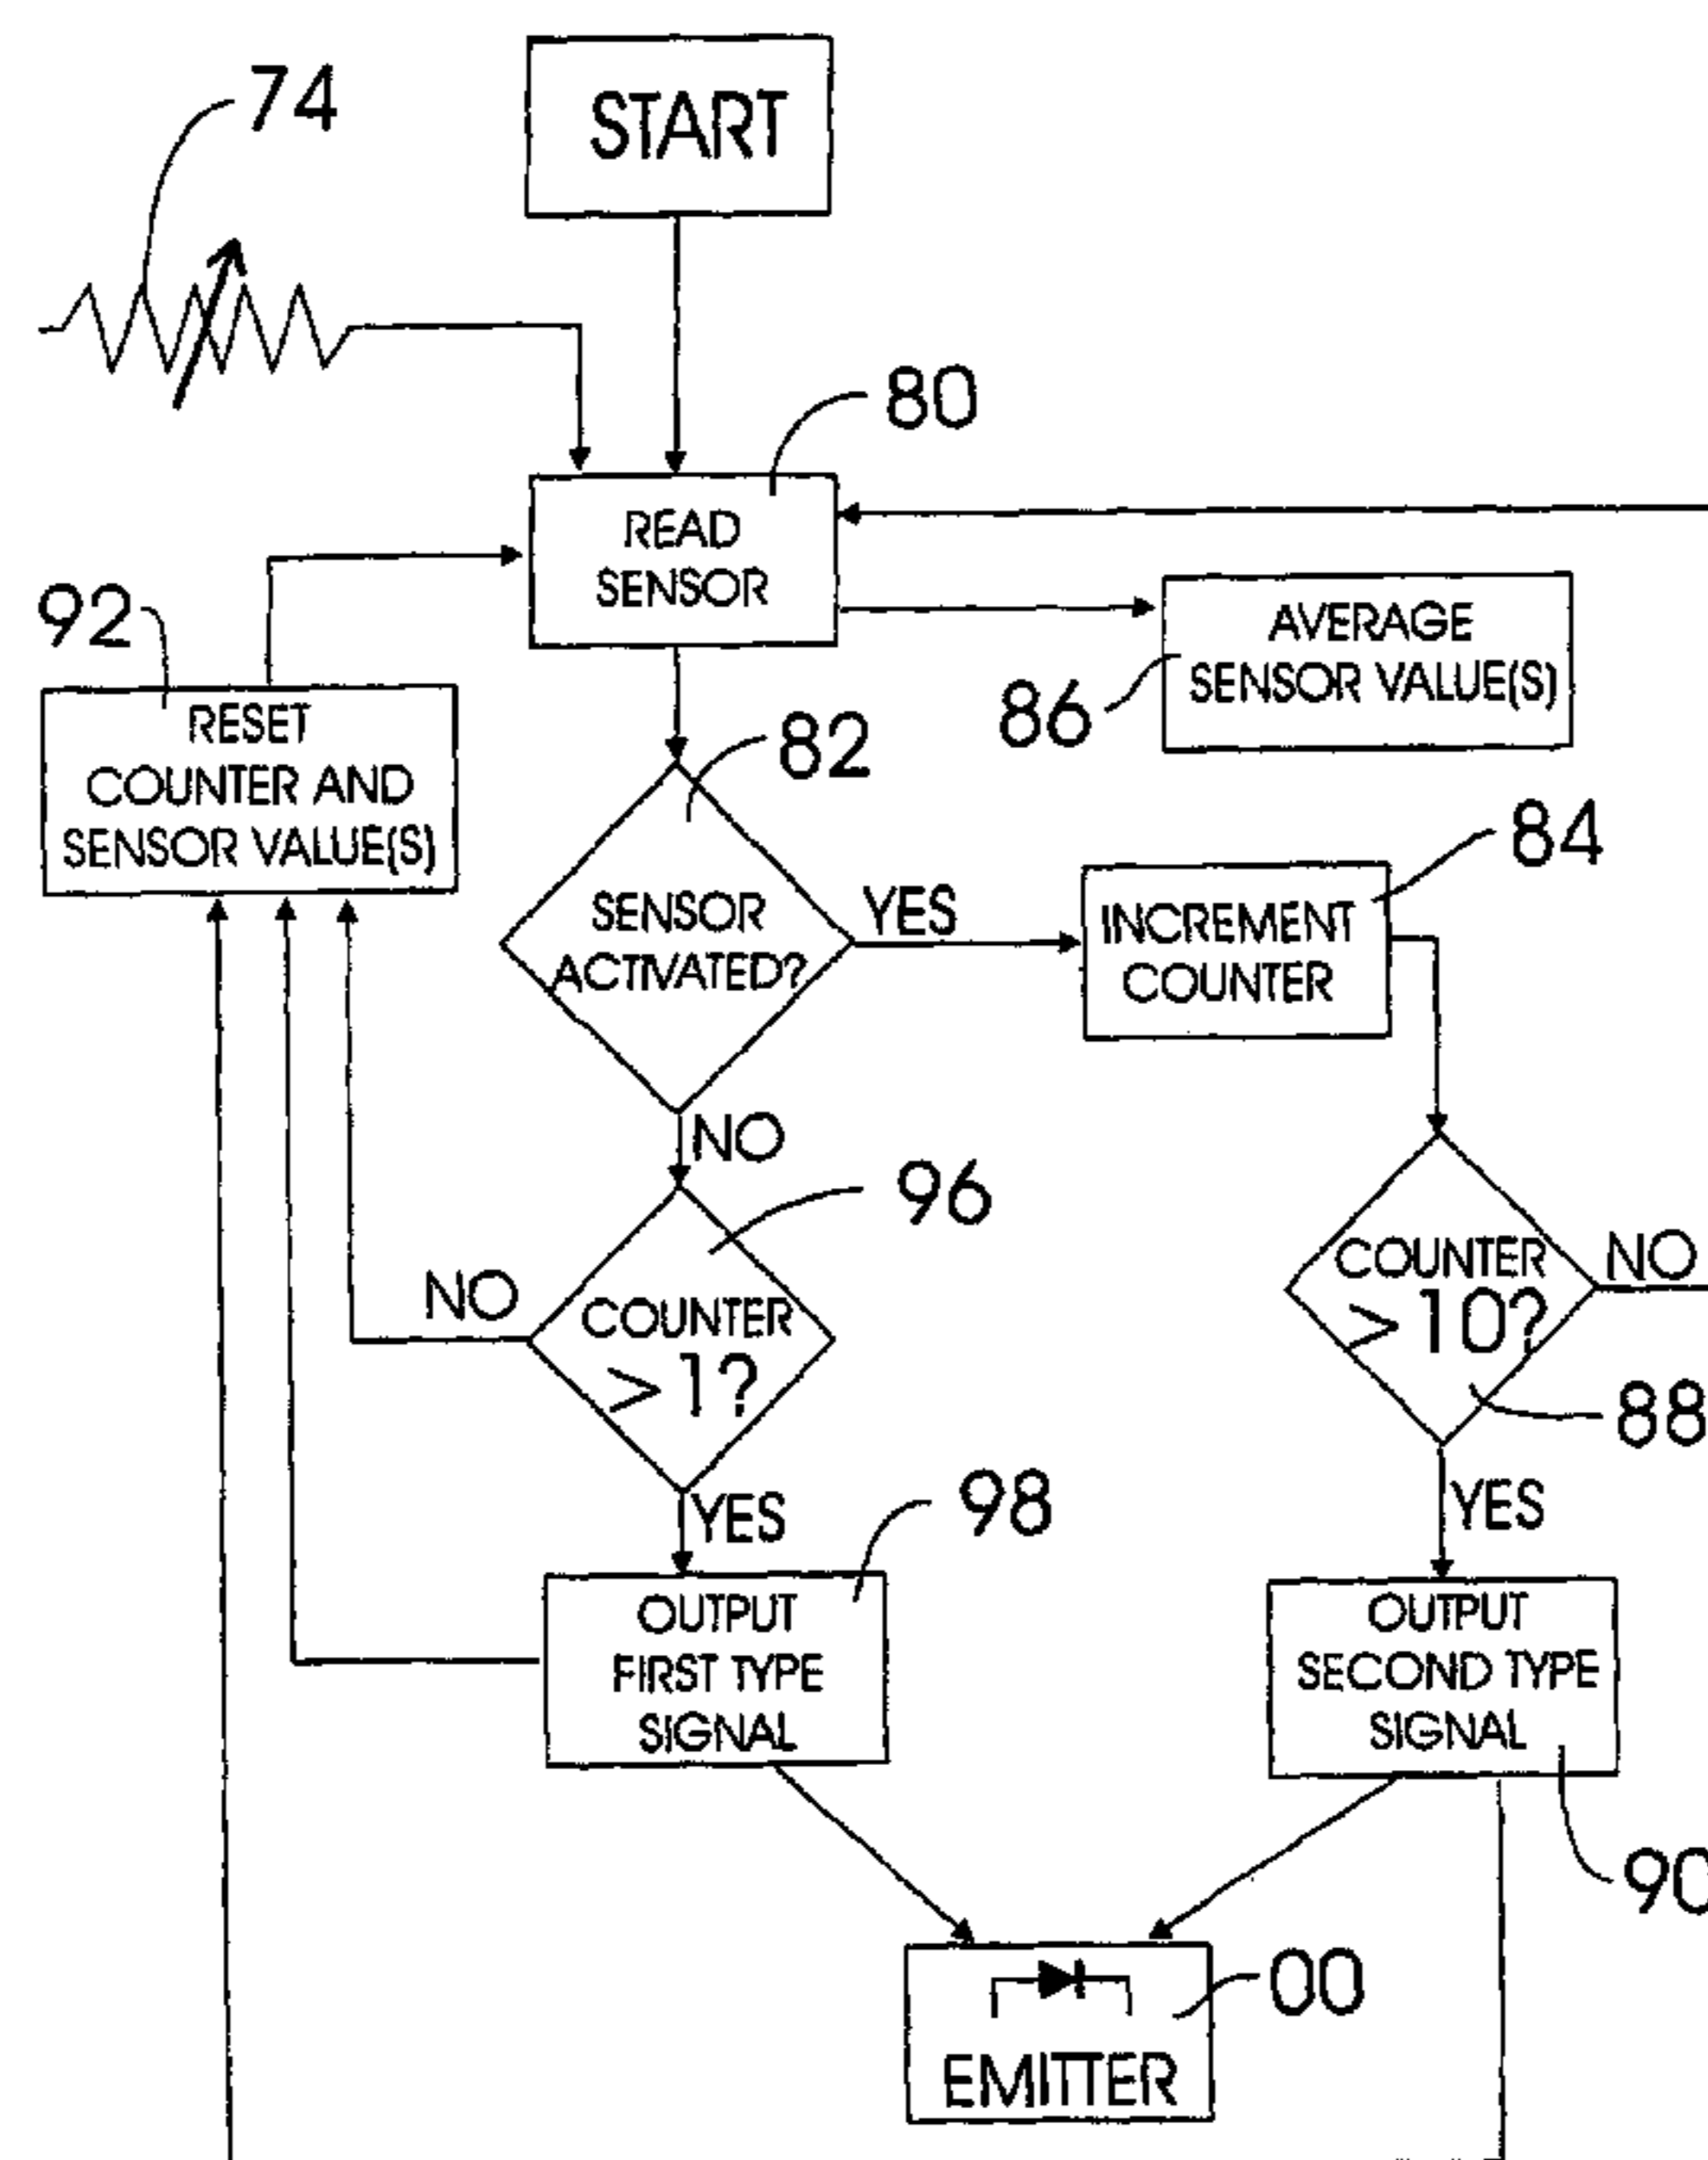 74
START
80
READ
SENSOR
92
RESET
COUNTER AND
SENSOR VALUE(S)
AVERAGE
SENSOR VALUE(S)
86
82
SENSOR
ACTIVATED?
YES
84
INCREMENT
COUNTER
NO
96
COUNTER
>1?
NO
COUNTER
>10?
NO
88
YES
98
OUTPUT
FIRST TYPE
SIGNAL
YES
OUTPUT
SECOND TYPE
SIGNAL
90
00
EMITTER